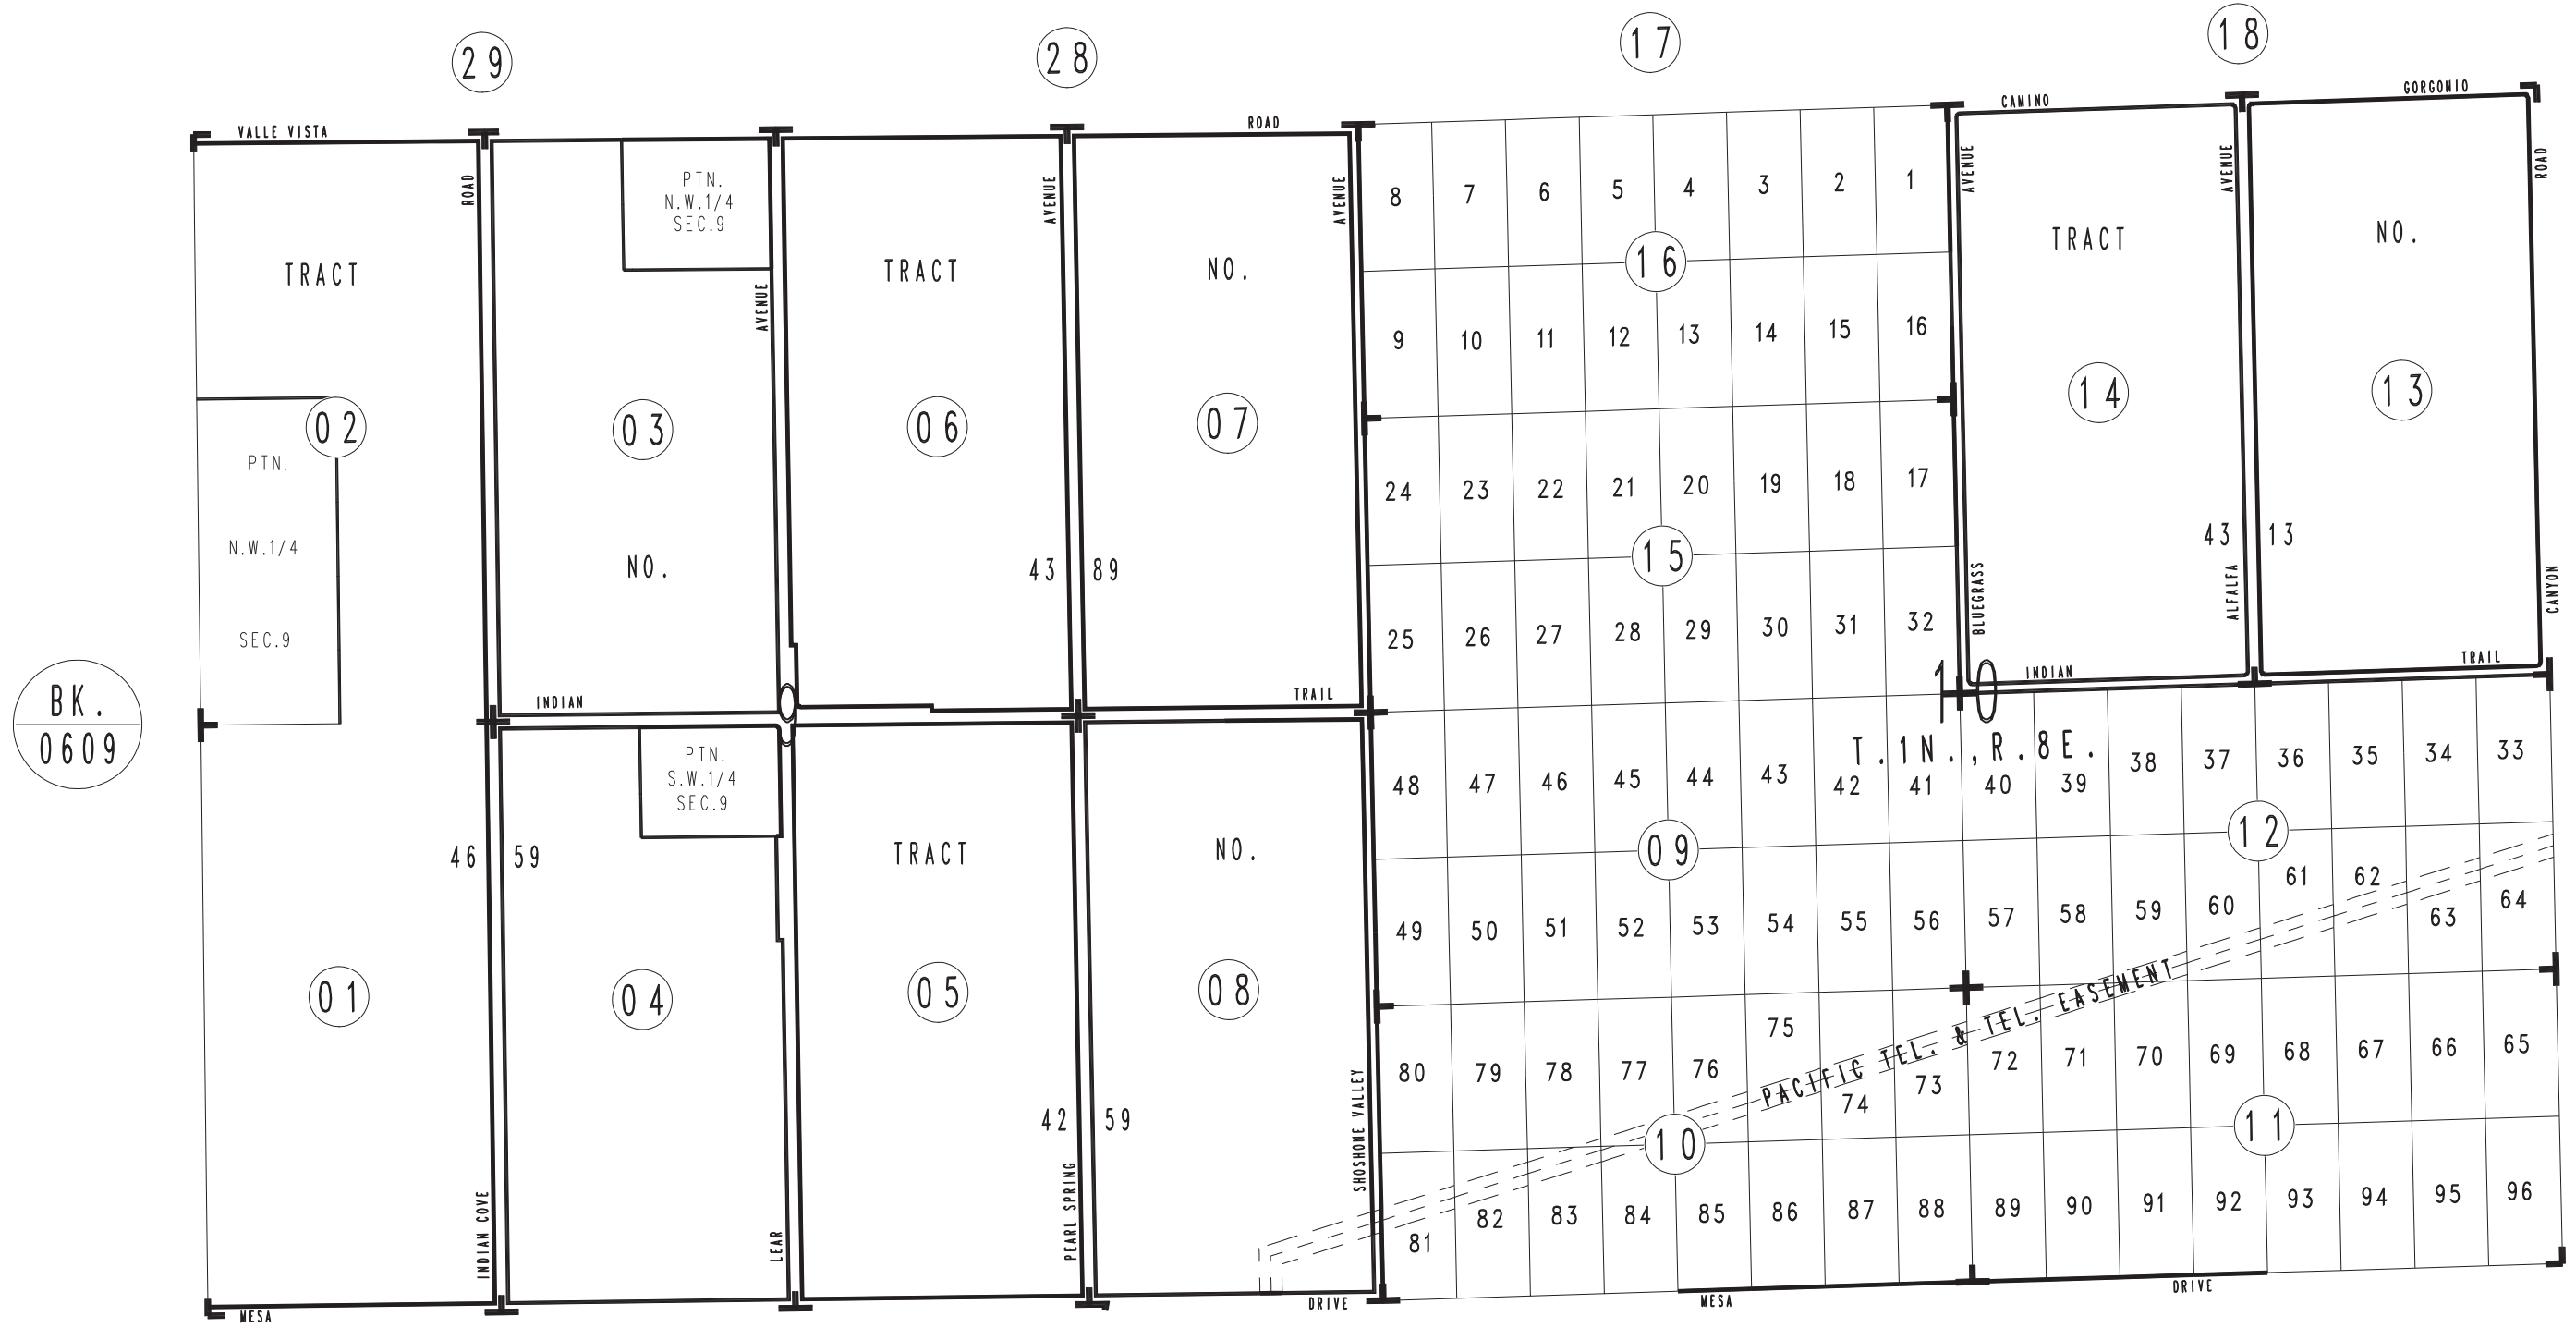 29
28
17
18
VALLE VISTA
ROAD
CAMINO
GORGONIO
ROAD
AVENUE
AVENUE
AVENUE
AVENUE
AVENUE
ROAD
PTN.
N.W.1/4
SEC.9
8 7 6 5 4 3 2 1
TRACT
TRACT
NO.
16
TRACT
NO.
9 10 11 12 13 14 15 16
02
03
06
07
14
13
PTN.
N.W.1/4
SEC.9
24 23 22 21 20 19 18 17
NO.
43 89
15
43 13
BLUEGRASS
ALFALFA
CANYON
25 26 27 28 29 30 31 32
BK.
0609
INDIAN
TRAIL
10
INDIAN
TRAIL
T.1N.,R.8E.
PTN.
S.W.1/4
SEC.9
48 47 46 45 44 43 42 41 40 39 38 37 36 35 34 33
46 59
TRACT
NO.
09
12
49 50 51 52 53 54 55 56 57 58 59 60 61 62 63 64
01
04
05
08
PACIFIC TEL. & TEL. EASEMENT
80 79 78 77 76 75 74 73 72 71 70 69 68 67 66 65
42 59
10
11
INDIAN COVE
LEAR
PEARL SPRING
SHOSHONE VALLEY
81 82 83 84 85 86 87 88 89 90 91 92 93 94 95 96
MESA
DRIVE
MESA
DRIVE